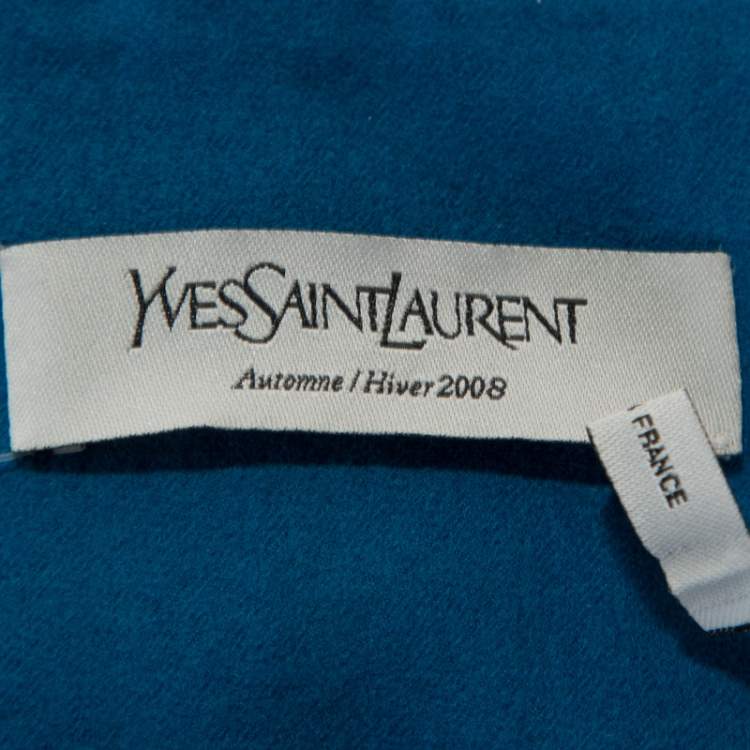 YVESSAINTLAURENT
Automne / Hiver 2008
FRANCE